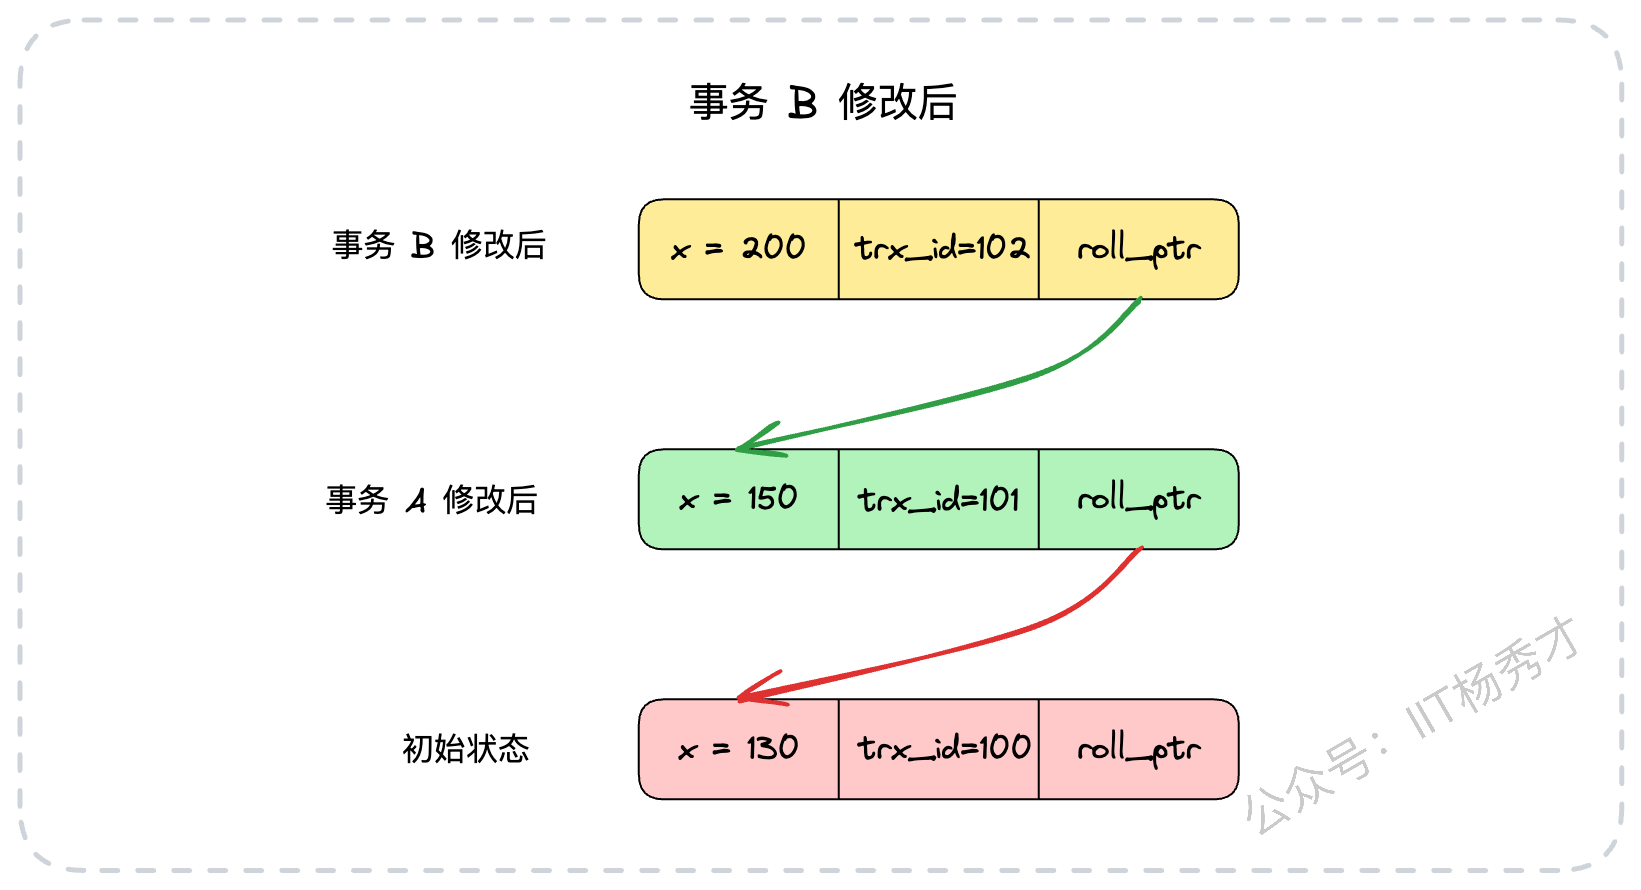 事务 B 修改后
事务 B 修改后
x = 200 trx_id=102 roll_ptr
事务 A 修改后
x = 150 trx_id=101 roll_ptr
初始状态
x = 130 trx_id=100 roll_ptr
公众号：IIT杨秀才